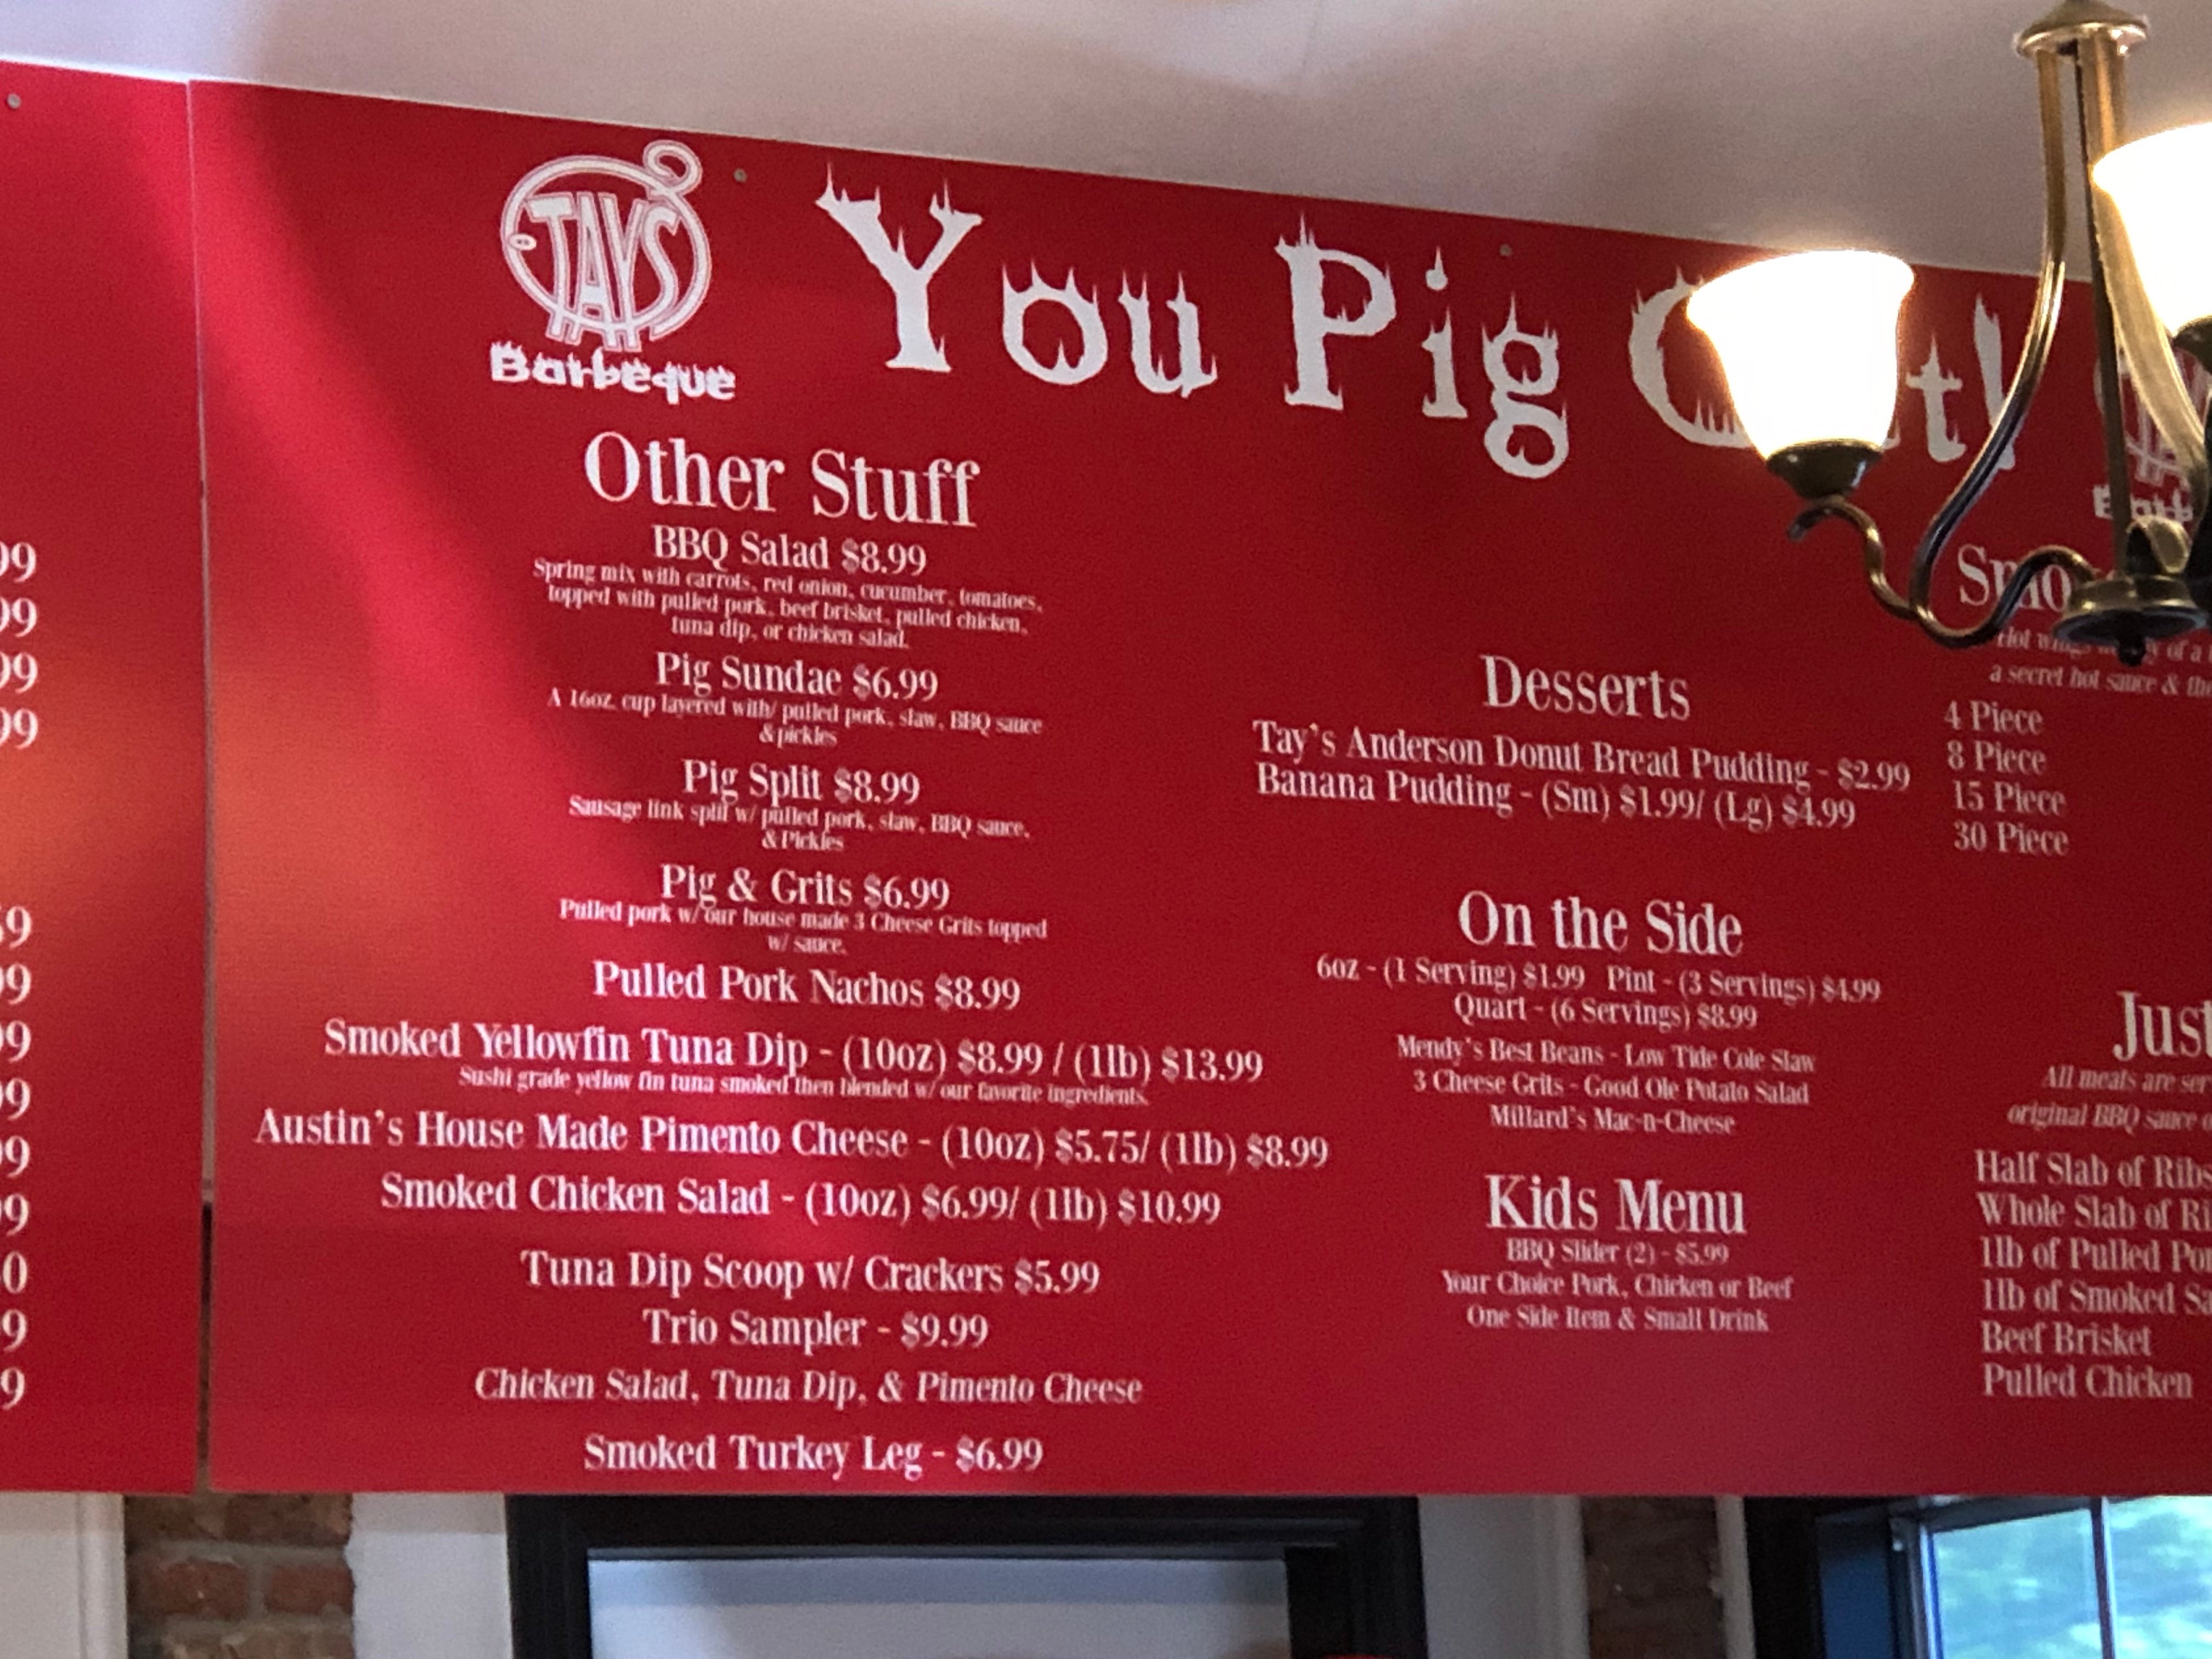 TAYS
Barbeque
You Pig
Other Stuff
BBQ Salad $8.99
Spring mix with carrots, red onion, cucumber, tomatoes,
topped with pulled pork, beef brisket, pulled chicken,
tuna dip, or chicken salad.
Pig Sundae $6.99
A 16oz. cup layered with/ pulled pork, slaw, BBQ sauce
& pickles
Pig Split $8.99
Sausage link split w/ pulled pork, slaw, BBQ sauce,
& Pickles
Pig & Grits $6.99
Pulled pork w/ our house made 3 Cheese Grits topped
w/ sauce.
Pulled Pork Nachos $8.99
Smoked Yellowfin Tuna Dip - (10oz) $8.99 / (1lb) $13.99
Sushi grade yellow fin tuna smoked then blended w/ our favorite ingredients.
Austin's House Made Pimento Cheese - (10oz) $5.75/ (1lb) $8.99
Smoked Chicken Salad - (10oz) $6.99/ (1lb) $10.99
Tuna Dip Scoop w/ Crackers $5.99
Trio Sampler - $9.99
Chicken Salad, Tuna Dip, & Pimento Cheese
Smoked Turkey Leg - $6.99
Desserts
Tay's Anderson Donut Bread Pudding - $2.99
Banana Pudding - (Sm) $1.99/ (Lg) $4.99
On the Side
6oz - (1 Serving) $1.99 Pint - (3 Servings) $4.99
Quart - (6 Servings) $8.99
Mendy's Best Beans - Low Tide Cole Slaw
3 Cheese Grits - Good Ole Potato Salad
Millard's Mac-n-Cheese
Kids Menu
BBQ Slider (2) - $5.99
Your Choice Pork, Chicken or Beef
One Side Item & Small Drink
Hot
of a
a secret hot sauce &
4 Piece
8 Piece
15 Piece
30 Piece
All meats are
original BBQ sauce
Half Slab of Ribs
Whole Slab of
1lb of Pulled
1lb of Smoked
Beef Brisket
Pulled Chicken